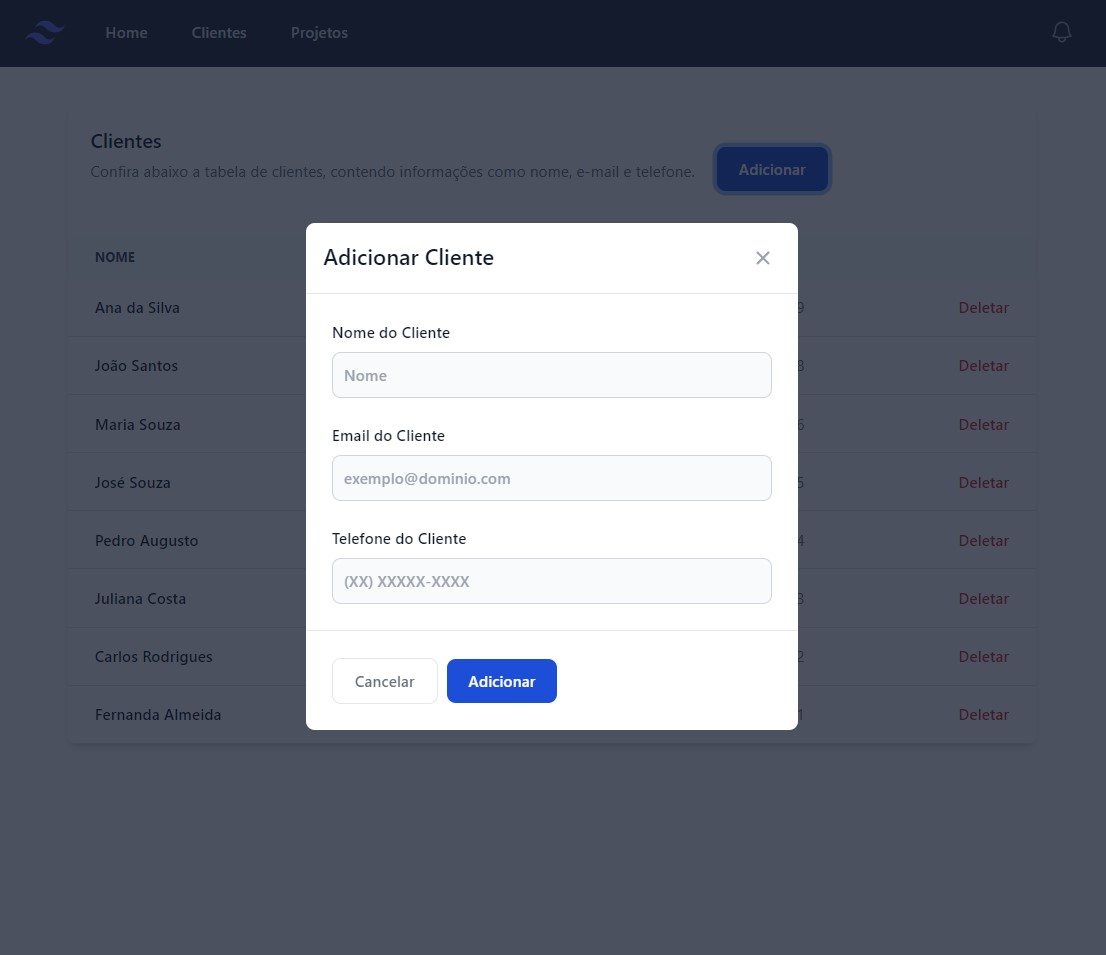 Home Clientes Projetos
Clientes
Confira abaixo a tabela de clientes, contendo informações como nome, e-mail e telefone.
Adicionar
NOME
Ana da Silva 9 Deletar
João Santos 8 Deletar
Maria Souza 6 Deletar
José Souza 5 Deletar
Pedro Augusto 4 Deletar
Juliana Costa 3 Deletar
Carlos Rodrigues 2 Deletar
Fernanda Almeida 1 Deletar
Adicionar Cliente
Nome do Cliente
Nome
Email do Cliente
exemplo@dominio.com
Telefone do Cliente
(XX) XXXXX-XXXX
Cancelar Adicionar